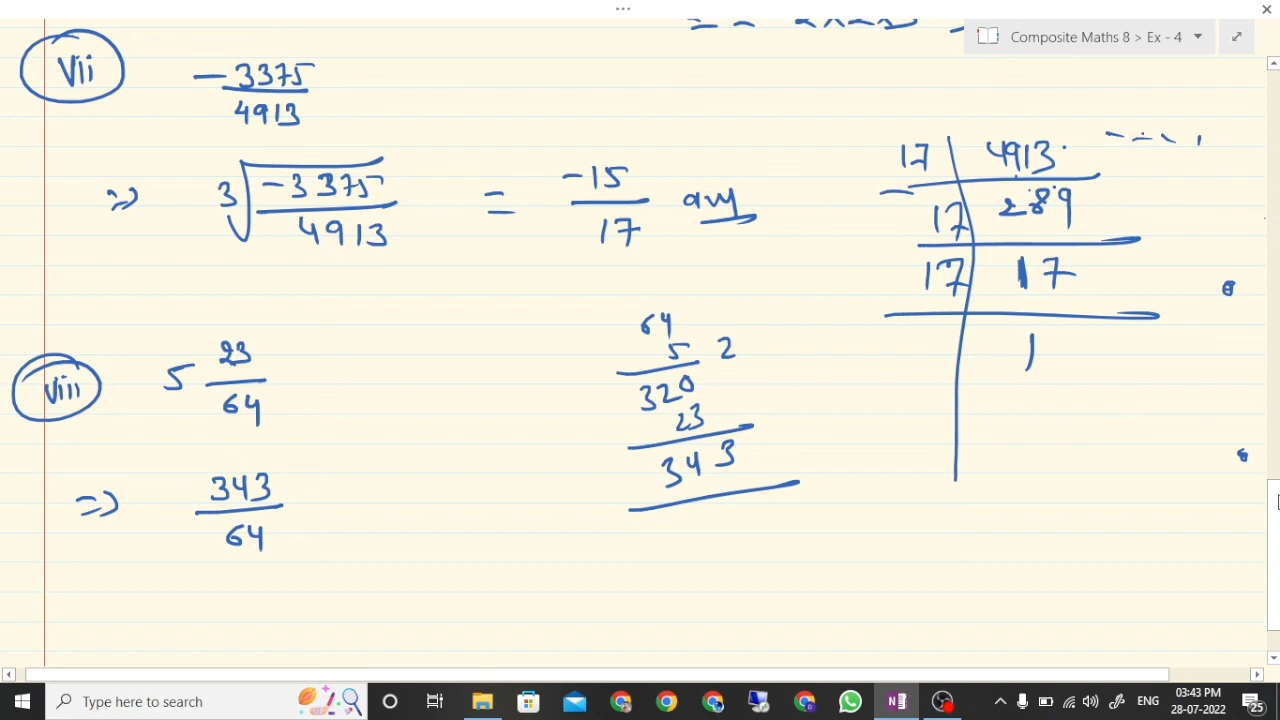 Composite Maths 8 > Ex - 4
Vii
-3375
4913
=> 3√ -3375 = -15 ans
4913 17
17 4913
17 289
17 17
1
Viii 5 23
64
64
5 2
320
23
343
=> 343
64
Type here to search
ENG
03:43 PM
28-07-2022
25